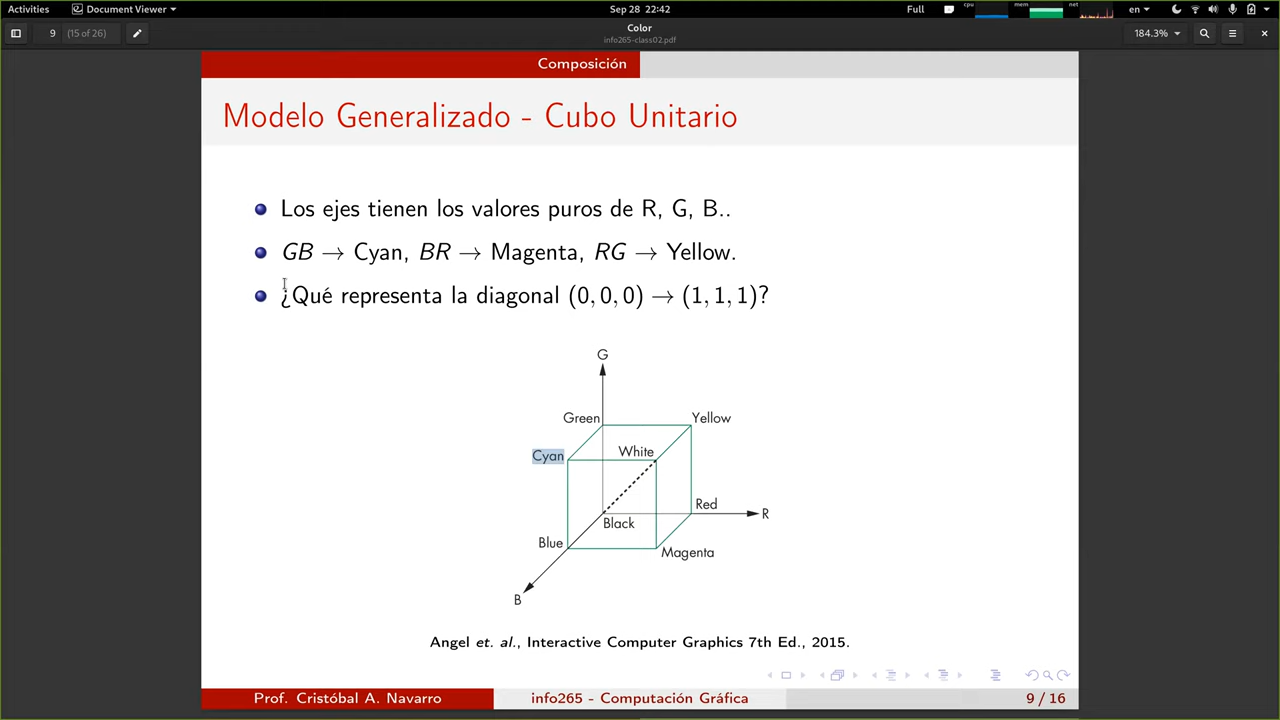 Activities
Document Viewer
Sep 28 22:42
Full
cpu
mem
net
en
9
(15 of 26)
Color
info265-class02.pdf
184.3%
Composición
Modelo Generalizado - Cubo Unitario
Los ejes tienen los valores puros de R, G, B..
GB → Cyan, BR → Magenta, RG → Yellow.
¿Qué representa la diagonal (0, 0, 0) → (1, 1, 1)?
G
Green
Yellow
Cyan
White
Red
R
Black
Blue
Magenta
B
Angel et. al., Interactive Computer Graphics 7th Ed., 2015.
Prof. Cristóbal A. Navarro
info265 - Computación Gráfica
9 / 16